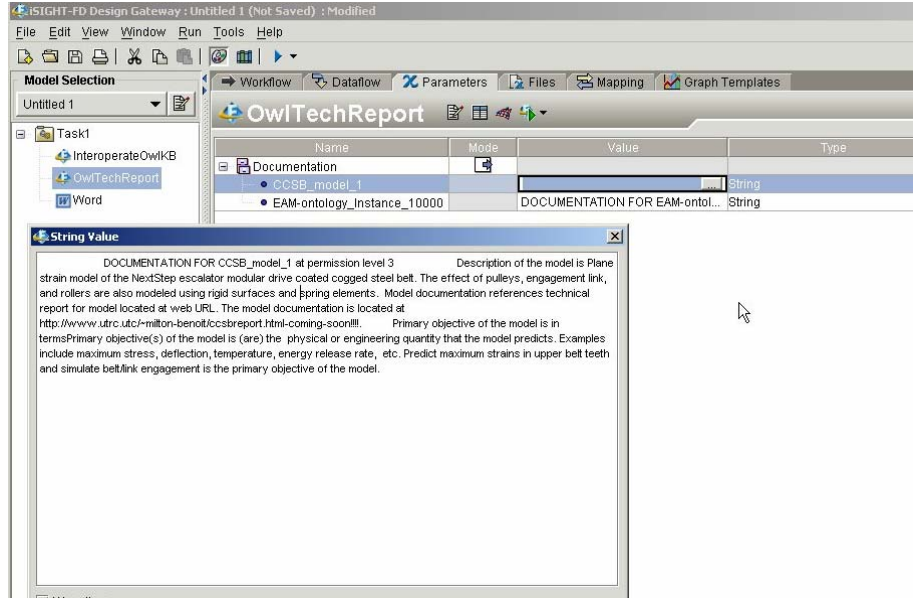 iSIGHT-FD Design Gateway : Untitled 1 (Not Saved) : Modified
File Edit View Window Run Tools Help
Model Selection
Untitled 1
Task1
InteroperateOwlKB
OwlTechReport
Word
Workflow Dataflow Parameters Files Mapping Graph Templates
OwlTechReport
Name Mode Value Type
Documentation
CCSB_model_1 ... String
EAM-ontology_Instance_10000 DOCUMENTATION FOR EAM-ontol... String
String Value
DOCUMENTATION FOR CCSB_model_1 at permission level 3 Description of the model is Plane
strain model of the NextStep escalator modular drive coated cogged steel belt. The effect of pulleys, engagement link,
and rollers are also modeled using rigid surfaces and spring elements. Model documentation references technical
report for model located at web URL. The model documentation is located at
http://www.utrc.utc/~milton-benoit/ccsbreport.html-coming-soon!!!!. Primary objective of the model is in
termsPrimary objective(s) of the model is (are) the physical or engineering quantity that the model predicts. Examples
include maximum stress, deflection, temperature, energy release rate, etc. Predict maximum strains in upper belt teeth
and simulate belt/link engagement is the primary objective of the model.